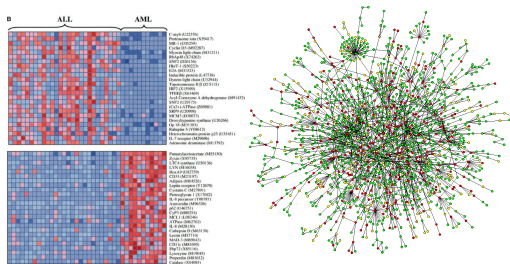 B
ALL
AML
C-myb (U22376)
Proteasome iota (X59417)
MB-1 (U05259)
Cyclin D3 (M92287)
Myosin light chain (M31211)
RbAp48 (X74262)
SNF2 (D26156)
HkrT-1 (S50223)
E2A (M31523)
Inducible protein (L47738)
Dynein light chain (U32944)
Topoisomerase II β (Z15115)
IRF2 (X15949)
TFIIEβ (X63469)
Acyl-Coenzyme A dehydrogenase (M91432)
SNF2 (U29175)
(Ca2+)-ATPase (Z69881)
SRP9 (U20998)
MCM3 (D38073)
Deoxyhypusine synthase (U26266)
Op 18 (M31303)
Rabaptin-5 (Y08612)
Heterochromatin protein p25 (U35451)
IL-7 receptor (M29696)
Adenosine deaminase (M13792)
Fumarylacetoacetate (M55150)
Zyxin (X95735)
LTC4 synthase (U50136)
LYN (M16038)
HoxA9 (U82759)
CD33 (M23197)
Adipsin (M84526)
Leptin receptor (Y12670)
Cystatin C (M27891)
Proteoglycan 1 (X17042)
IL-8 precursor (Y00787)
Azurocidin (M96326)
p62 (U46751)
CyP3 (M80254)
MCL1 (L08246)
ATPase (M62762)
IL-8 (M28130)
Cathepsin D (M63138)
Lectin (M57710)
MAD-3 (M69043)
CD11c (M81695)
Ebp72 (X85116)
Lysozyme (M19045)
Properdin (M83652)
Catalase (X04085)